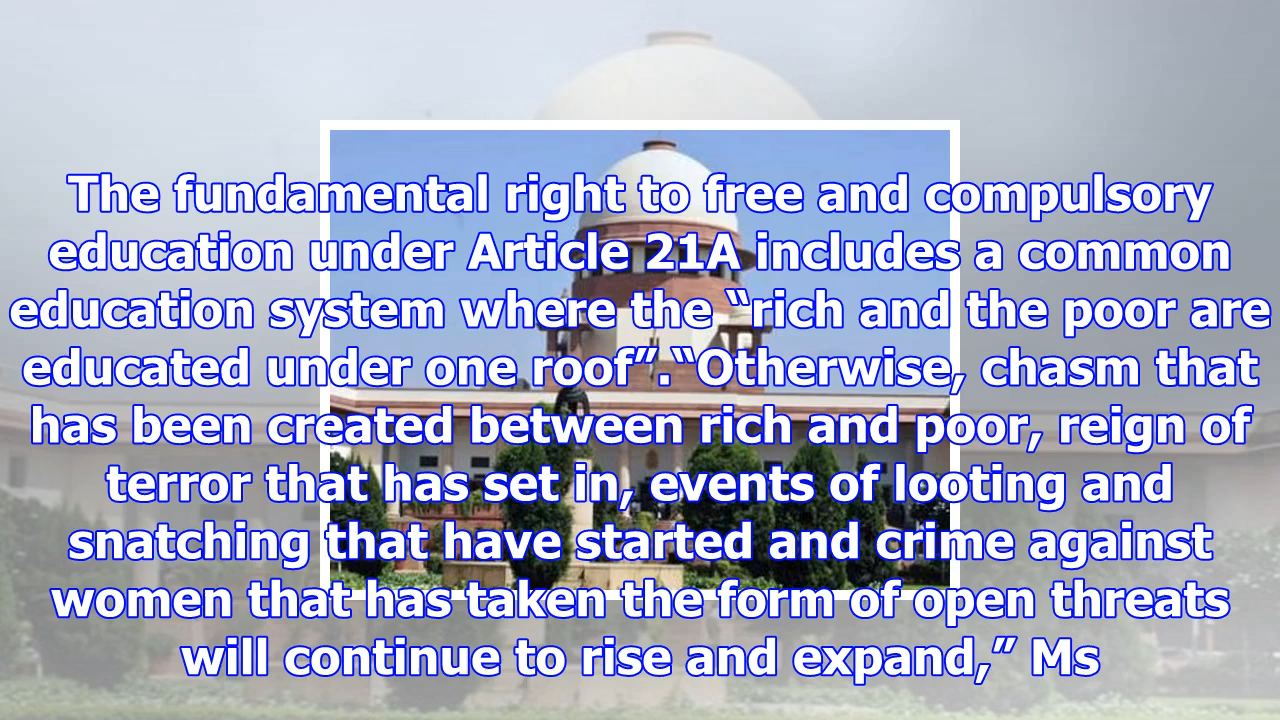 The fundamental right to free and compulsory
education under Article 21A includes a common
education system where the “rich and the poor are
educated under one roof”. “Otherwise, chasm that
has been created between rich and poor, reign of
terror that has set in, events of looting and
snatching that have started and crime against
women that has taken the form of open threats
will continue to rise and expand,” Ms